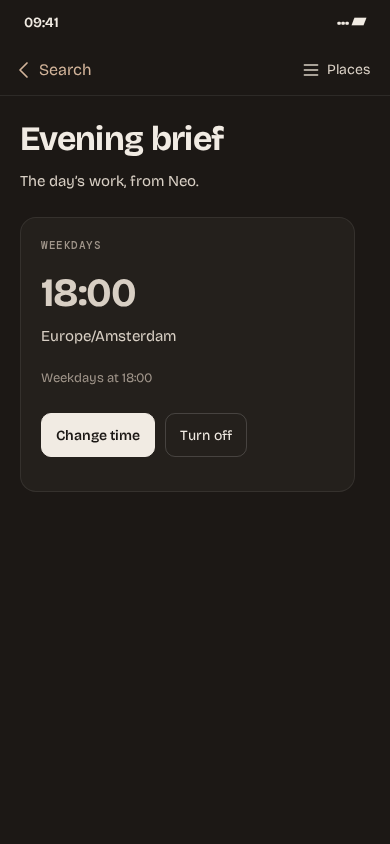 09:41
Search
Places
Evening brief
The day's work, from Neo.
WEEKDAYS
18:00
Europe/Amsterdam
Weekdays at 18:00
Change time
Turn off